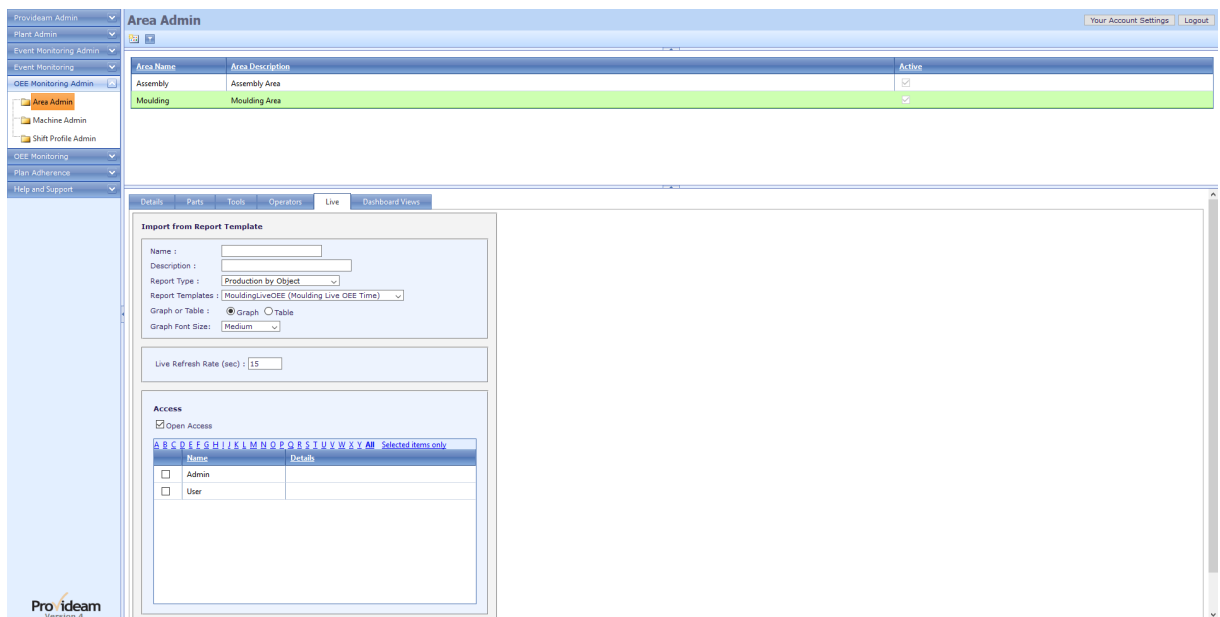 Provideam Admin
Plant Admin
Event Monitoring Admin
Event Monitoring
OEE Monitoring Admin
Area Admin
Machine Admin
Shift Profile Admin
OEE Monitoring
Plan Adherence
Help and Support
Provideam
Version 4
Area Admin
Your Account Settings Logout
Area Name Area Description Active
Assembly Assembly Area
Moulding Moulding Area
Details Parts Tools Operators Live Dashboard Views
Import from Report Template
Name :
Description :
Report Type : Production by Object
Report Templates : MouldingLiveOEE (Moulding Live OEE Time)
Graph or Table : Graph Table
Graph Font Size: Medium
Live Refresh Rate (sec) : 15
Access
Open Access
A B C D E F G H I J K L M N O P Q R S T U V W X Y All Selected items only
Name Details
Admin
User